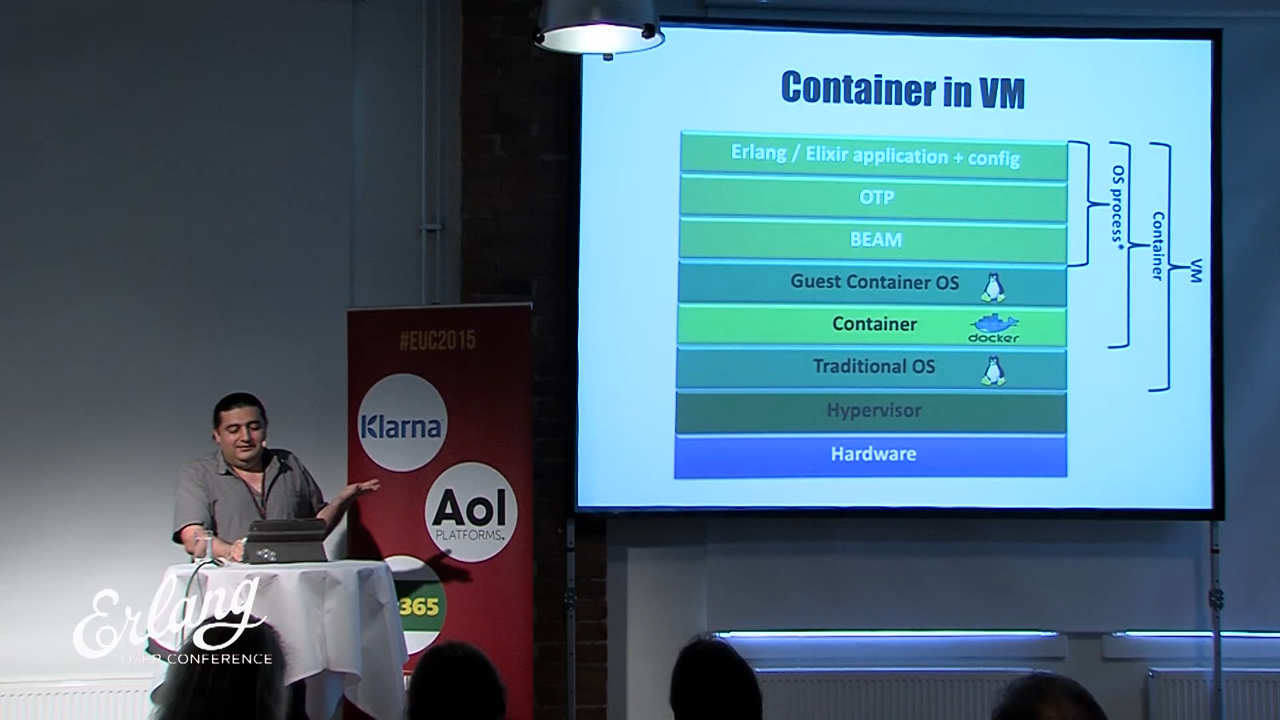 Container in VM
Erlang / Elixir application + config
OTP
BEAM
Guest Container OS
Container
docker
Traditional OS
Hypervisor
Hardware
OS process*
Container
VM
#EUC2015
Klarna
Aol
PLATFORMS.
365
Erlang
USER CONFERENCE